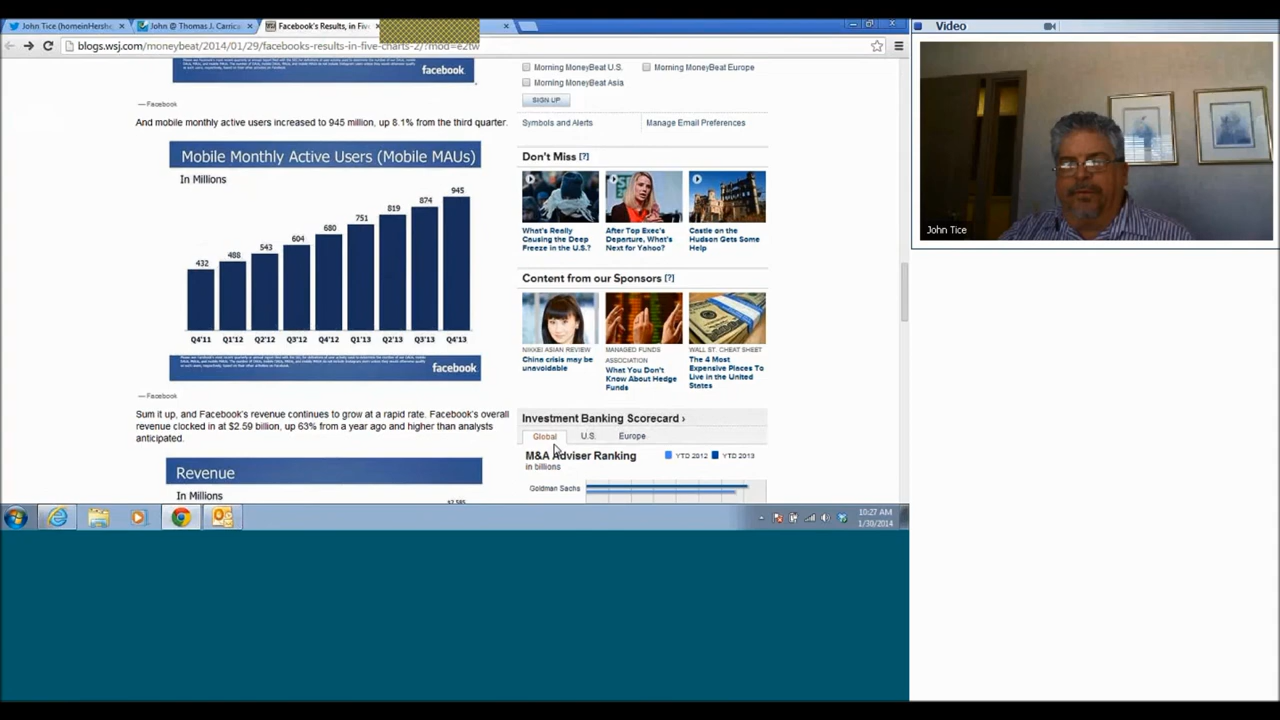 John Tice (homeinHersh
John @ Thomas J. Carrica
Facebook's Results, in Fiv
blogs.wsj.com/moneybeat/2014/01/29/facebooks-results-in-five-charts-2/?mod=e2tw
Video
John Tice
facebook
— Facebook
And mobile monthly active users increased to 945 million, up 8.1% from the third quarter.
Mobile Monthly Active Users (Mobile MAUs)
In Millions
432 488 543 604 680 751 819 874 945
Q4'11 Q1'12 Q2'12 Q3'12 Q4'12 Q1'13 Q2'13 Q3'13 Q4'13
facebook
— Facebook
Sum it up, and Facebook's revenue continues to grow at a rapid rate. Facebook's overall
revenue clocked in at $2.59 billion, up 63% from a year ago and higher than analysts
anticipated.
Revenue
In Millions
$2,585
Morning MoneyBeat U.S. Morning MoneyBeat Europe
Morning MoneyBeat Asia
SIGN UP
Symbols and Alerts Manage Email Preferences
Don't Miss [?]
What's Really
Causing the Deep
Freeze in the U.S.?
After Top Exec's
Departure, What's
Next for Yahoo?
Castle on the
Hudson Gets Some
Help
Content from our Sponsors [?]
NIKKEI ASIAN REVIEW
China crisis may be
unavoidable
MANAGED FUNDS
ASSOCIATION
What You Don't
Know About Hedge
Funds
WALL ST. CHEAT SHEET
The 4 Most
Expensive Places To
Live in the United
States
Investment Banking Scorecard ›
Global U.S. Europe
M&A Adviser Ranking
in billions
YTD 2012 YTD 2013
Goldman Sachs
10:27 AM
1/30/2014